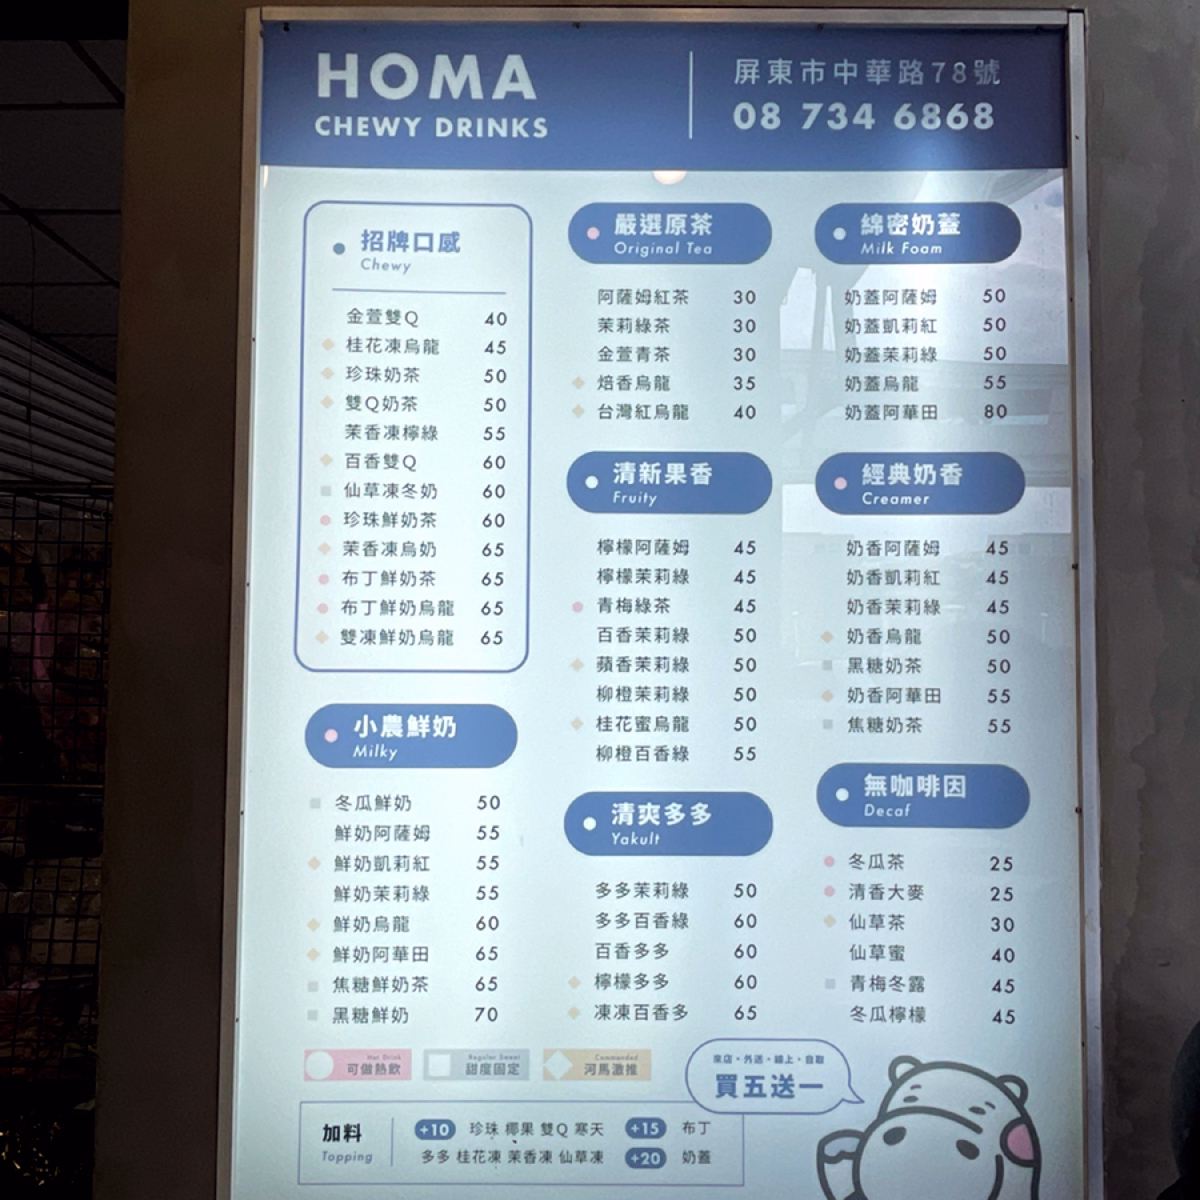 HOMA
CHEWY DRINKS
屏東市中華路78號
08 734 6868
招牌口感
Chewy
金萱雙Q 40
桂花凍烏龍 45
珍珠奶茶 50
雙Q奶茶 50
茉香凍檸綠 55
百香雙Q 60
仙草凍冬奶 60
珍珠鮮奶茶 60
茉香凍烏奶 65
布丁鮮奶茶 65
布丁鮮奶烏龍 65
雙凍鮮奶烏龍 65
小農鮮奶
Milky
冬瓜鮮奶 50
鮮奶阿薩姆 55
鮮奶凱莉紅 55
鮮奶茉莉綠 55
鮮奶烏龍 60
鮮奶阿華田 65
焦糖鮮奶茶 65
黑糖鮮奶 70
嚴選原茶
Original Tea
阿薩姆紅茶 30
茉莉綠茶 30
金萱青茶 30
焙香烏龍 35
台灣紅烏龍 40
清新果香
Fruity
檸檬阿薩姆 45
檸檬茉莉綠 45
青梅綠茶 45
百香茉莉綠 50
蘋香茉莉綠 50
柳橙茉莉綠 50
桂花蜜烏龍 50
柳橙百香綠 55
清爽多多
Yakult
多多茉莉綠 50
多多百香綠 60
百香多多 60
檸檬多多 60
凍凍百香多 65
綿密奶蓋
Milk Foam
奶蓋阿薩姆 50
奶蓋凱莉紅 50
奶蓋茉莉綠 50
奶蓋烏龍 55
奶蓋阿華田 80
經典奶香
Creamer
奶香阿薩姆 45
奶香凱莉紅 45
奶香茉莉綠 45
奶香烏龍 50
黑糖奶茶 50
奶香阿華田 55
焦糖奶茶 55
無咖啡因
Decaf
冬瓜茶 25
清香大麥 25
仙草茶 30
仙草蜜 40
青梅冬露 45
冬瓜檸檬 45
Hot Drink
可做熱飲
Regular Sweet
甜度固定
Commended
河馬激推
來店・外送・線上・自取
買五送一
加料
Topping
+10 珍珠 椰果 雙Q 寒天
多多 桂花凍 茉香凍 仙草凍
+15 布丁
+20 奶蓋